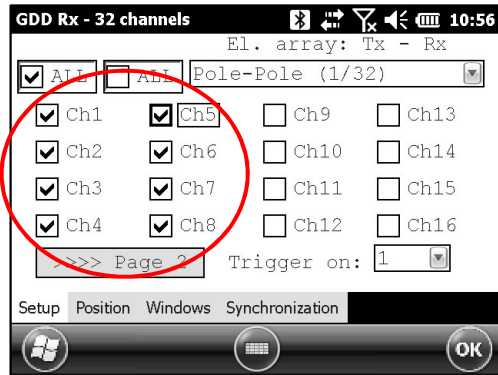 GDD Rx - 32 channels 10:56
El. array: Tx - Rx
ALL ALL Pole-Pole (1/32)
Ch1 Ch5 Ch9 Ch13
Ch2 Ch6 Ch10 Ch14
Ch3 Ch7 Ch11 Ch15
Ch4 Ch8 Ch12 Ch16
>>>> Page 2 Trigger on: 1
Setup Position Windows Synchronization
OK